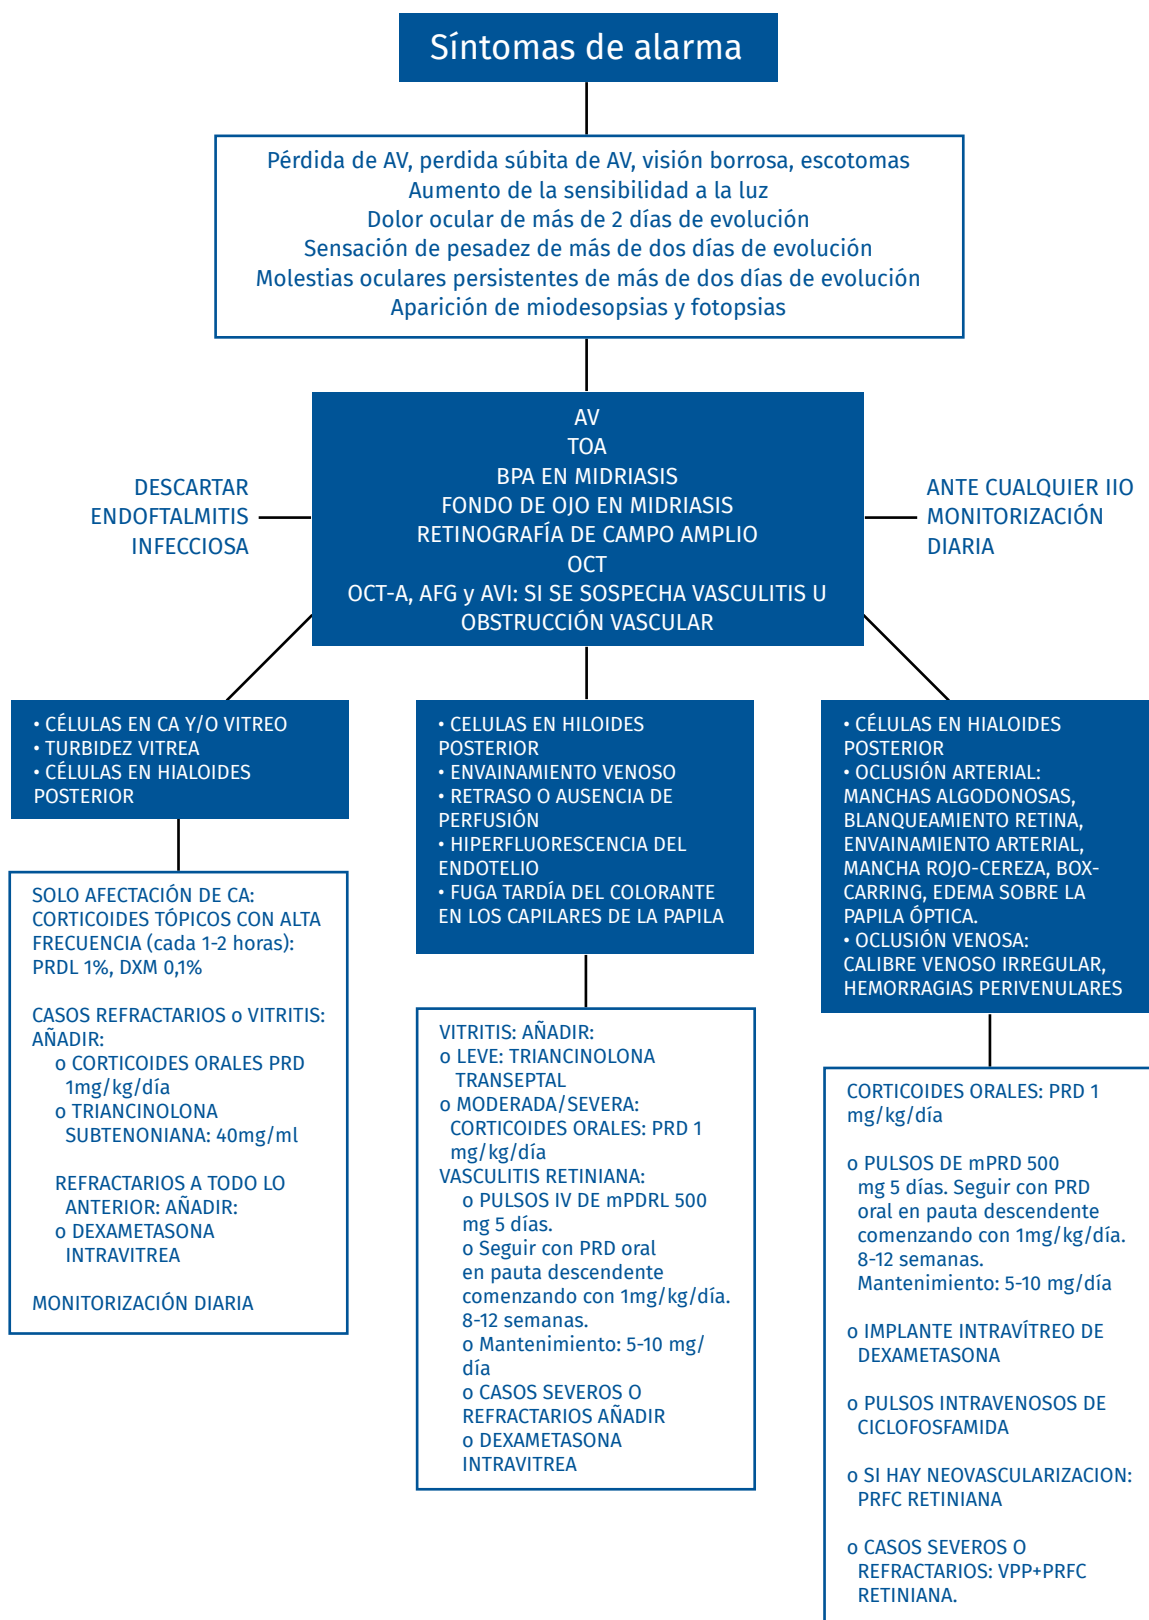 Síntomas de alarma
Pérdida de AV, perdida súbita de AV, visión borrosa, escotomas
Aumento de la sensibilidad a la luz
Dolor ocular de más de 2 días de evolución
Sensación de pesadez de más de dos días de evolución
Molestias oculares persistentes de más de dos días de evolución
Aparición de miodesopsias y fotopsias
DESCARTAR
ENDOFTALMITIS
INFECCIOSA
AV
TOA
BPA EN MIDRIASIS
FONDO DE OJO EN MIDRIASIS
RETINOGRAFÍA DE CAMPO AMPLIO
OCT
OCT-A, AFG y AVI: SI SE SOSPECHA VASCULITIS U
OBSTRUCCIÓN VASCULAR
ANTE CUALQUIER IIO
MONITORIZACIÓN
DIARIA
• CÉLULAS EN CA Y/O VITREO
• TURBIDEZ VITREA
• CÉLULAS EN HIALOIDES
POSTERIOR
SOLO AFECTACIÓN DE CA:
CORTICOIDES TÓPICOS CON ALTA
FRECUENCIA (cada 1-2 horas):
PRDL 1%, DXM 0,1%
CASOS REFRACTARIOS o VITRITIS:
AÑADIR:
o CORTICOIDES ORALES PRD
1mg/kg/día
o TRIANCINOLONA
SUBTENONIANA: 40mg/ml
REFRACTARIOS A TODO LO
ANTERIOR: AÑADIR:
o DEXAMETASONA
INTRAVITREA
MONITORIZACIÓN DIARIA
• CELULAS EN HILOIDES
POSTERIOR
• ENVAINAMIENTO VENOSO
• RETRASO O AUSENCIA DE
PERFUSIÓN
• HIPERFLUORESCENCIA DEL
ENDOTELIO
• FUGA TARDÍA DEL COLORANTE
EN LOS CAPILARES DE LA PAPILA
VITRITIS: AÑADIR:
o LEVE: TRIANCINOLONA
TRANSEPTAL
o MODERADA/SEVERA:
CORTICOIDES ORALES: PRD 1
mg/kg/día
VASCULITIS RETINIANA:
o PULSOS IV DE mPDRL 500
mg 5 días.
o Seguir con PRD oral
en pauta descendente
comenzando con 1mg/kg/día.
8-12 semanas.
o Mantenimiento: 5-10 mg/
día
o CASOS SEVEROS O
REFRACTARIOS AÑADIR
o DEXAMETASONA
INTRAVITREA
• CÉLULAS EN HIALOIDES
POSTERIOR
• OCLUSIÓN ARTERIAL:
MANCHAS ALGODONOSAS,
BLANQUEAMIENTO RETINA,
ENVAINAMIENTO ARTERIAL,
MANCHA ROJO-CEREZA, BOX-
CARRING, EDEMA SOBRE LA
PAPILA ÓPTICA.
• OCLUSIÓN VENOSA:
CALIBRE VENOSO IRREGULAR,
HEMORRAGIAS PERIVENULARES
CORTICOIDES ORALES: PRD 1
mg/kg/día
o PULSOS DE mPRD 500
mg 5 días. Seguir con PRD
oral en pauta descendente
comenzando con 1mg/kg/día.
8-12 semanas.
Mantenimiento: 5-10 mg/día
o IMPLANTE INTRAVÍTREO DE
DEXAMETASONA
o PULSOS INTRAVENOSOS DE
CICLOFOSFAMIDA
o SI HAY NEOVASCULARIZACION:
PRFC RETINIANA
o CASOS SEVEROS O
REFRACTARIOS: VPP+PRFC
RETINIANA.